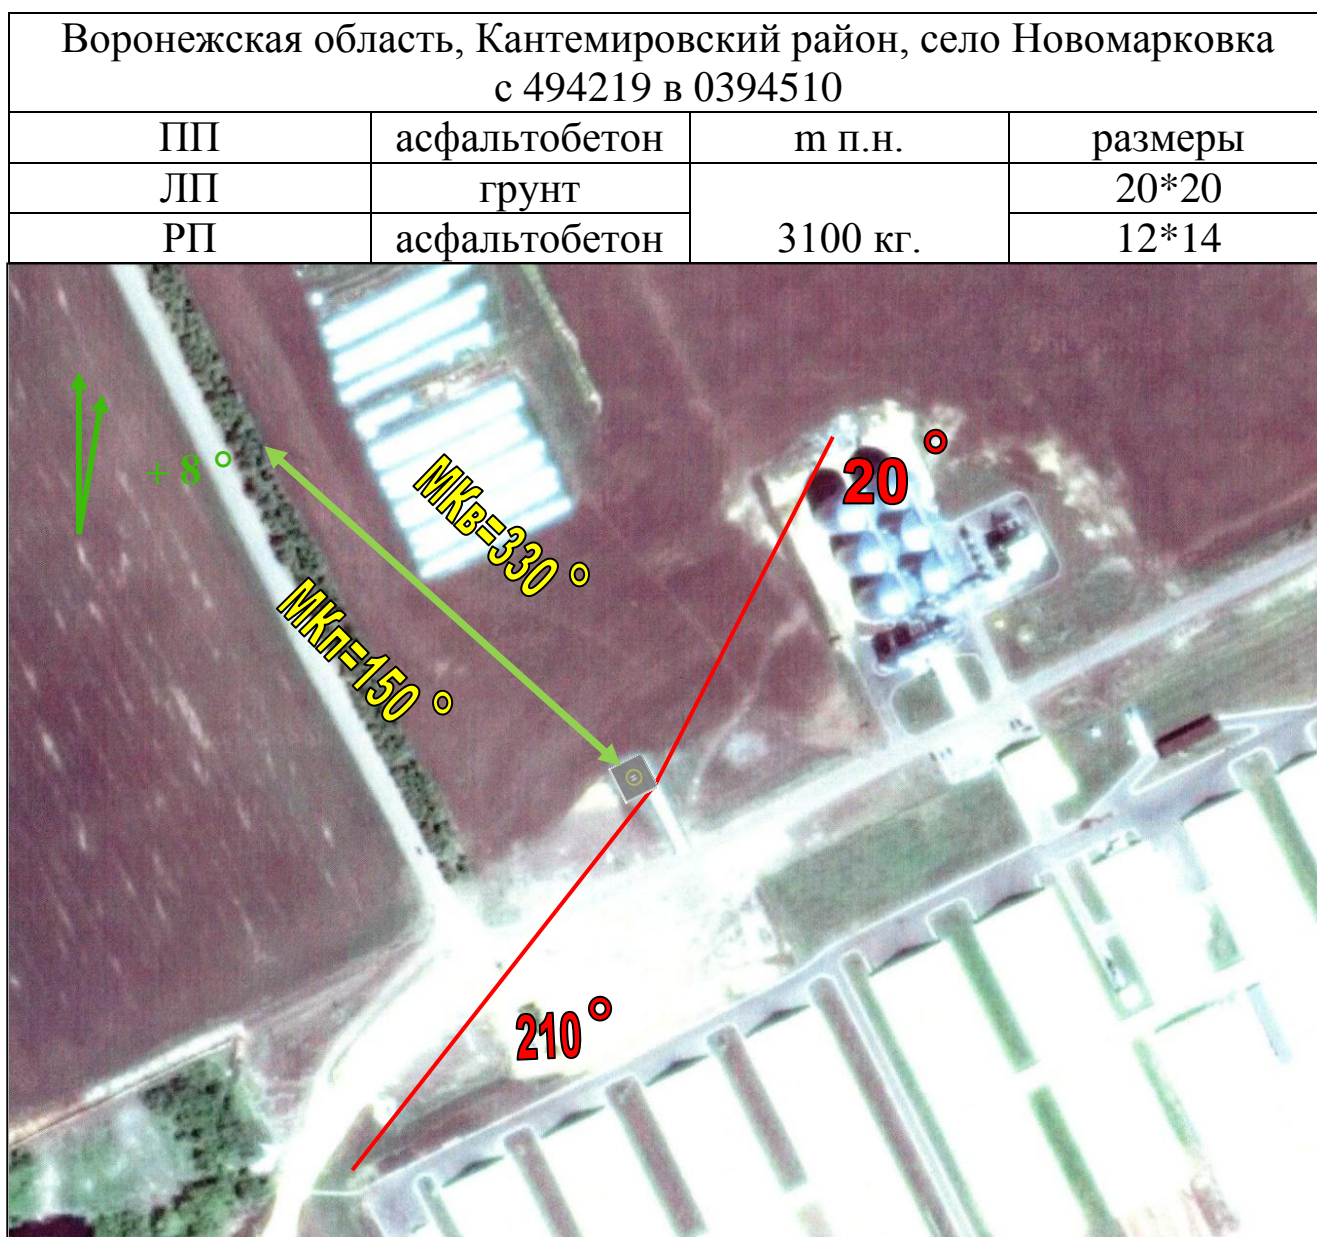 Воронежская область, Кантемировский район, село Новомарковка
с 494219 в 0394510
ПП асфальтобетон m п.н. размеры
ЛП грунт 20*20
РП асфальтобетон 3100 кг. 12*14
+ 8 °
20 °
МКв=330 °
МКп=150 °
H
210 °